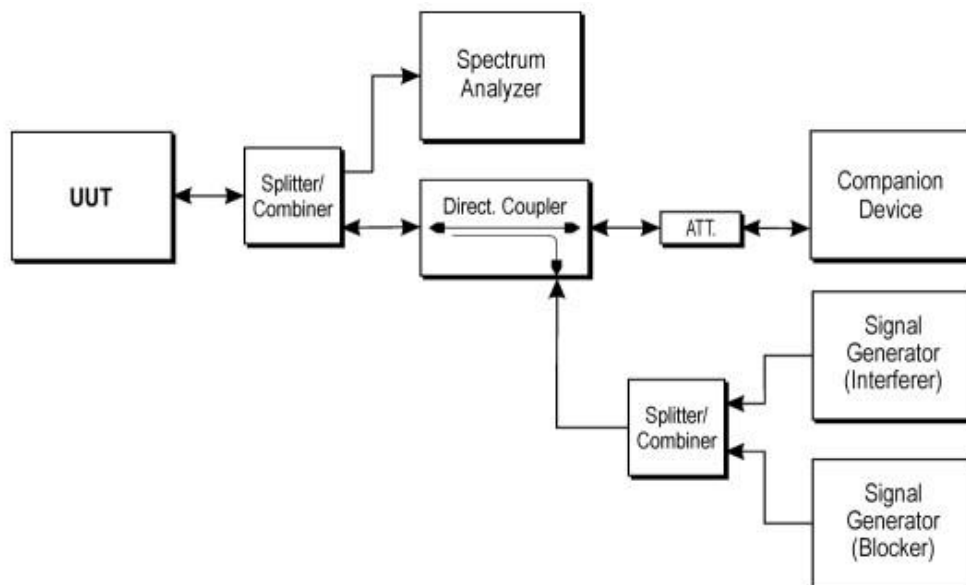 Spectrum
Analyzer
UUT
Splitter/
Combiner
Direct. Coupler
ATT.
Companion
Device
Signal
Generator
(Interferer)
Splitter/
Combiner
Signal
Generator
(Blocker)